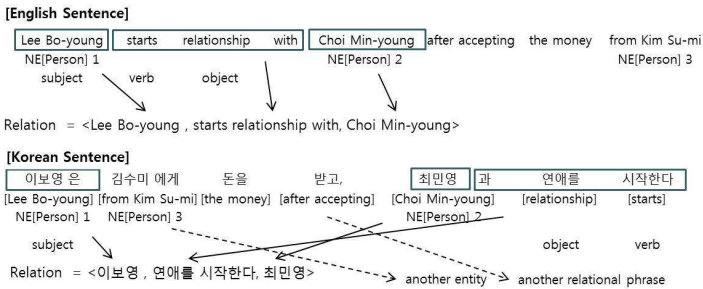 [English Sentence]
Lee Bo-young starts relationship with Choi Min-young after accepting the money from Kim Su-mi
NE[Person] 1 NE[Person] 2 NE[Person] 3
subject verb object
Relation = <Lee Bo-young , starts relationship with, Choi Min-young>
[Korean Sentence]
이보영 은 김수미 에게 돈을 받고, 최민영 과 연애를 시작한다
[Lee Bo-young] [from Kim Su-mi] [the money] [after accepting] [Choi Min-young] [relationship] [starts]
NE[Person] 1 NE[Person] 3 NE[Person] 2
subject object verb
Relation = <이보영 , 연애를 시작한다, 최민영>
another entity another relational phrase